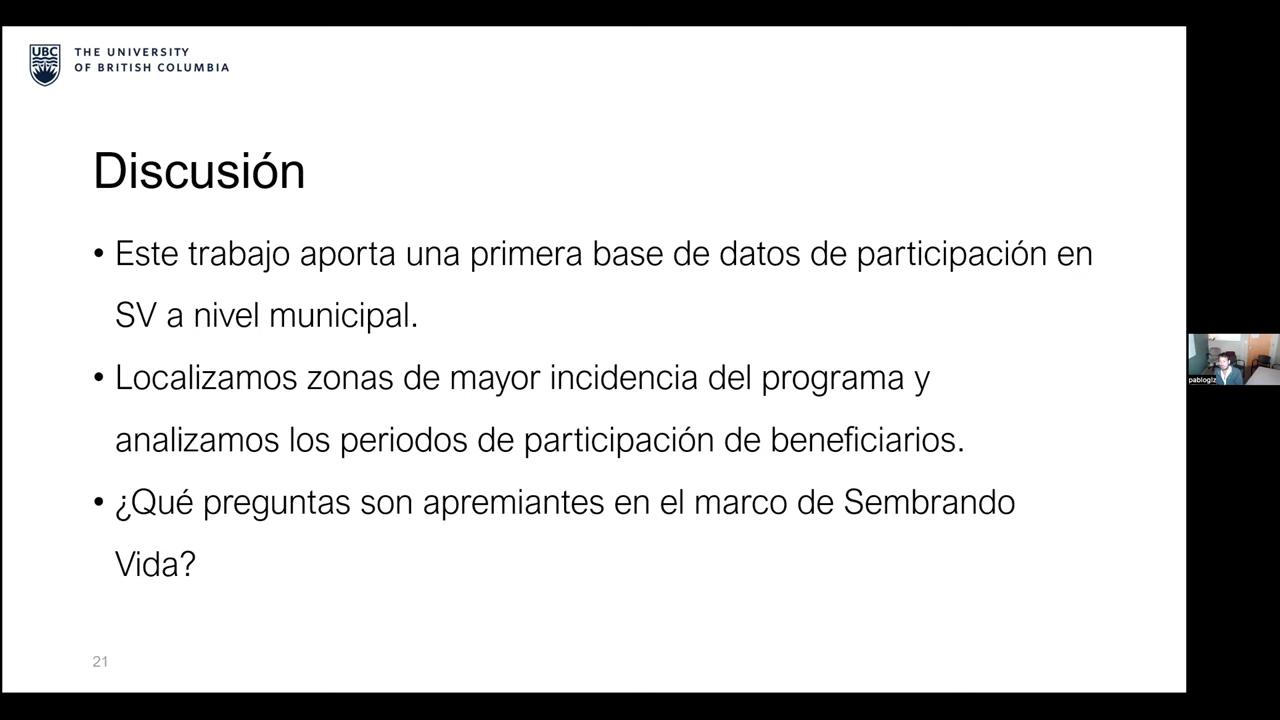 UBC
THE UNIVERSITY
OF BRITISH COLUMBIA
Discusión
• Este trabajo aporta una primera base de datos de participación en
SV a nivel municipal.
• Localizamos zonas de mayor incidencia del programa y
analizamos los periodos de participación de beneficiarios.
• ¿Qué preguntas son apremiantes en el marco de Sembrando
Vida?
pabloglz
21